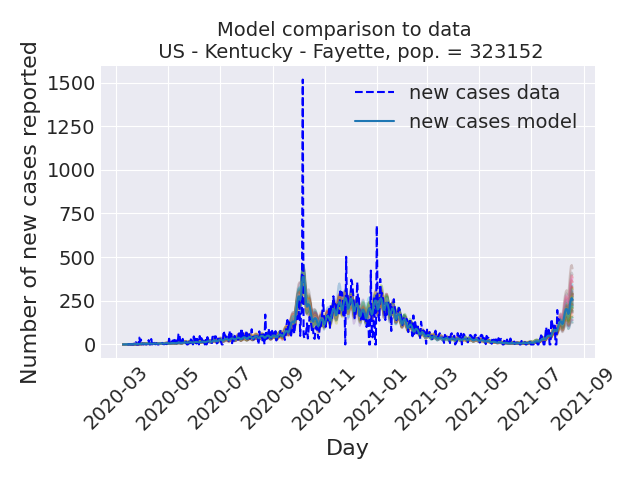 Model comparison to data
US - Kentucky - Fayette, pop. = 323152
Number of new cases reported
1500
1250
1000
750
500
250
0
new cases data
new cases model
2020-03
2020-05
2020-07
2020-09
2020-11
2021-01
2021-03
2021-05
2021-07
2021-09
Day